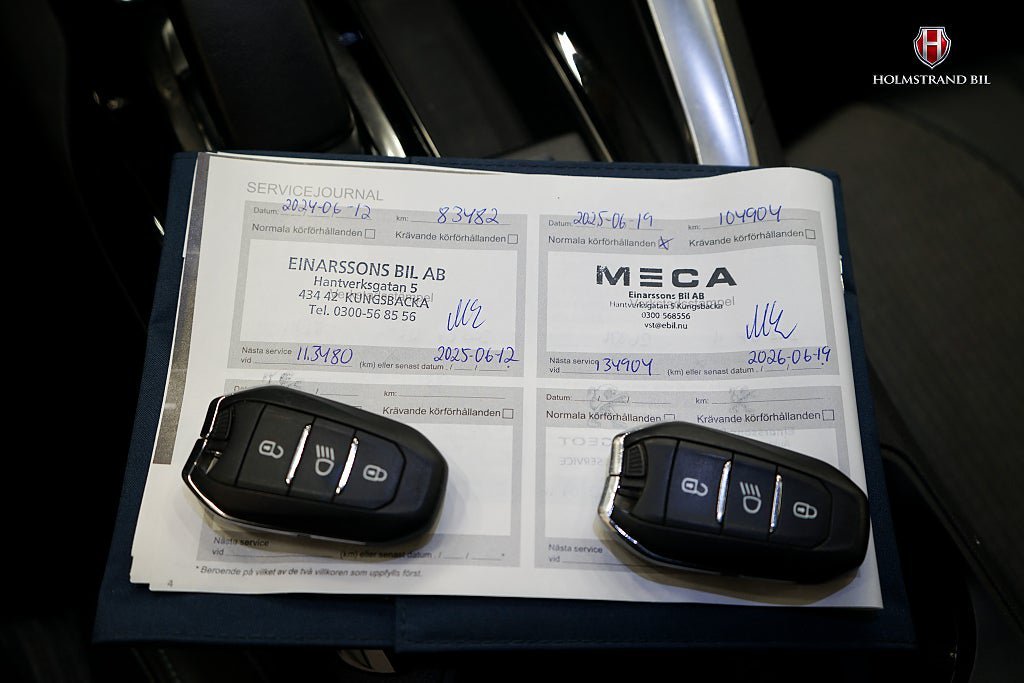 H
HOLMSTRAND BIL
SERVICEJOURNAL
Datum: 2024-06-12 km: 83482
Normala körförhållanden Krävande körförhållanden
EINARSSONS BIL AB
Hantverksgatan 5
434 42 KUNGSBACKA
Tel. 0300-56 85 56
Nästa service
vid 113480 (km) eller senast datum 2025-06-12
Datum: 2025-06-19 km: 104904
Normala körförhållanden Krävande körförhållanden
MECA
Einarssons Bil AB
Hantverksgatan 5 Kungsbacka
0300 568556
vst@ebil.nu
Nästa service
vid 134904 (km) eller senast datum 2026-06-19
km:
Krävande körförhållanden
Datum: km:
Normala körförhållanden Krävande körförhållanden
Nästa service
vid (km) eller senast datum
Nästa service
vid
* Beroende på vilket av de två villkoren som uppfylls först.
4